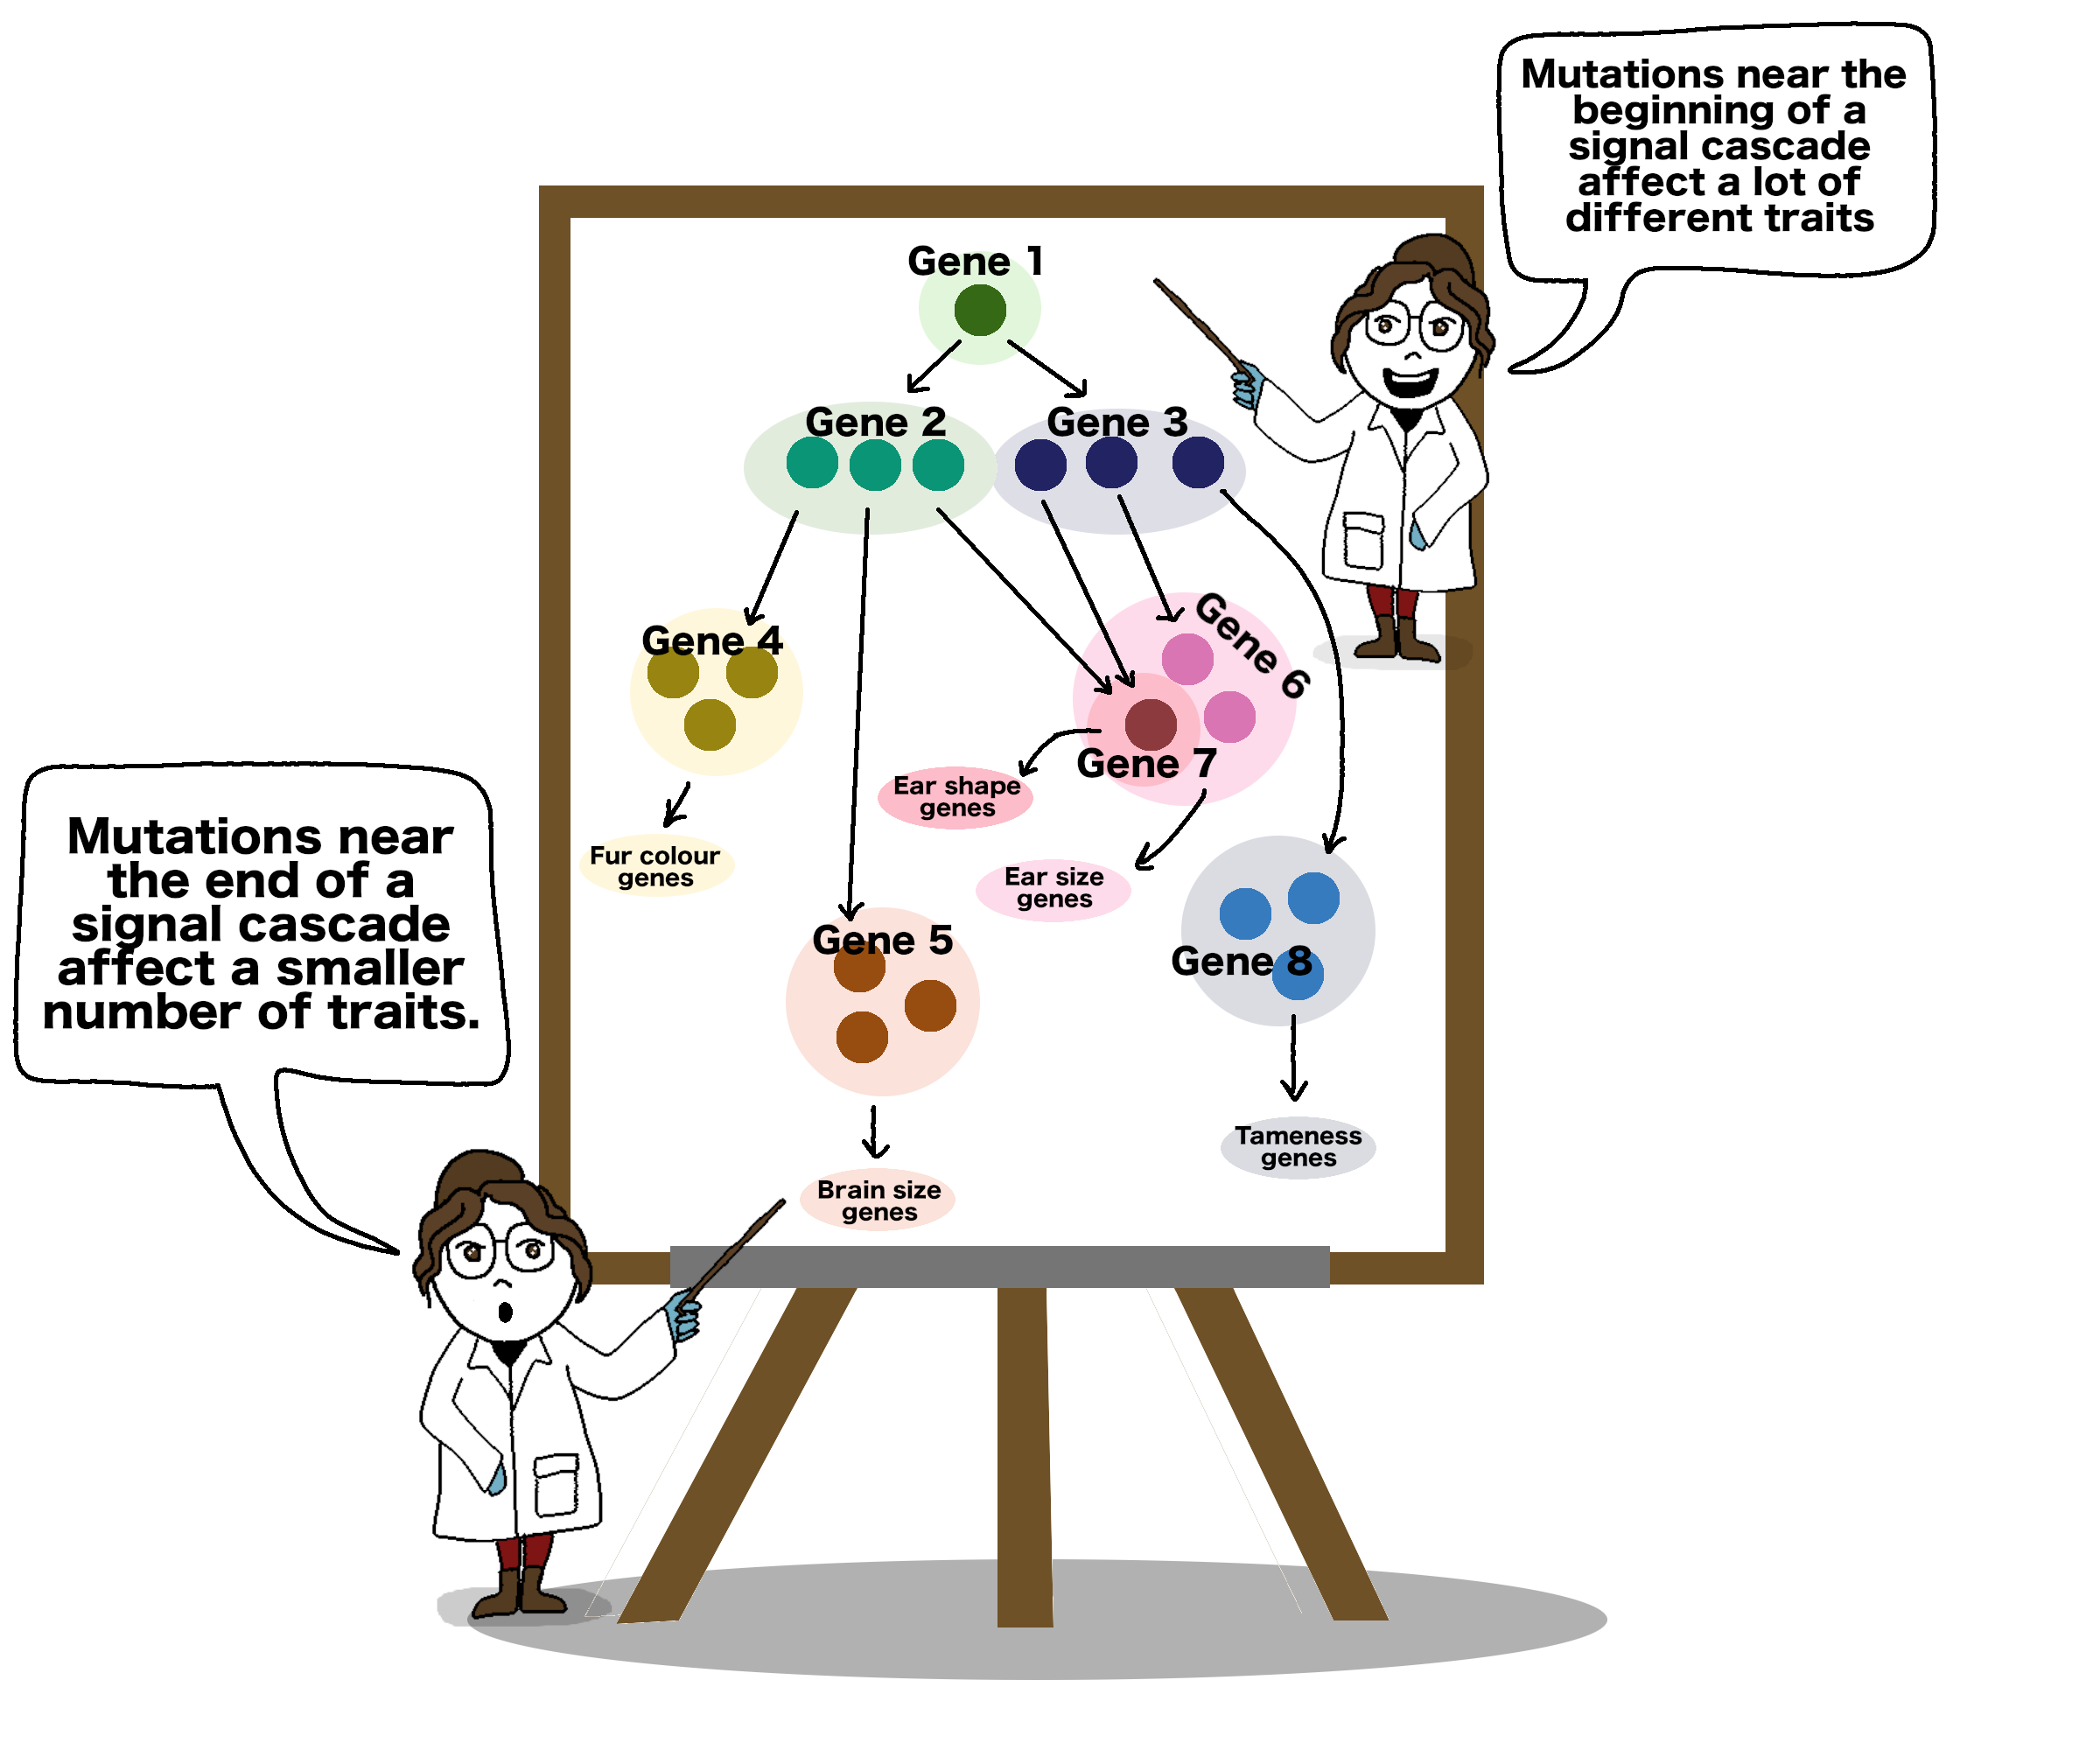 Mutations near the
beginning of a
signal cascade
affect a lot of
different traits
Gene 1
Gene 2
Gene 3
Gene 4
Gene 6
Gene 7
Ear shape
genes
Fur colour
genes
Ear size
genes
Gene 5
Gene 8
Tameness
genes
Brain size
genes
Mutations near
the end of a
signal cascade
affect a smaller
number of traits.